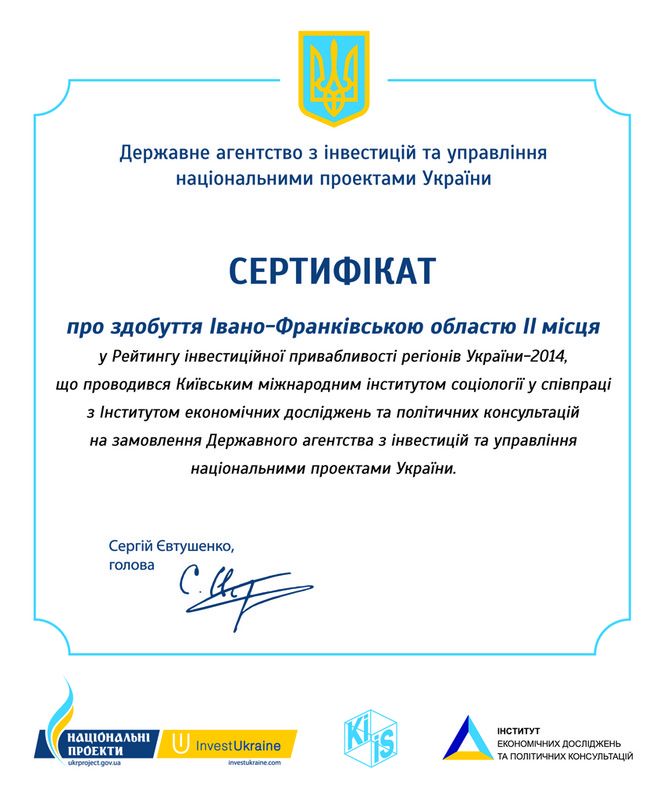 Державне агентство з інвестицій та управління
національними проектами України
СЕРТИФІКАТ
про здобуття Івано-Франківською областю ІІ місця
у Рейтингу інвестиційної привабливості регіонів України-2014,
що проводився Київським міжнародним інститутом соціології у співпраці
з Інститутом економічних досліджень та політичних консультацій
на замовлення Державного агентства з інвестицій та управління
національними проектами України.
Сергій Євтушенко,
голова
НАЦІОНАЛЬНІ
ПРОЕКТИ
ukrproject.gov.ua
InvestUkraine
investukraine.com
KIIS
ІНСТИТУТ
ЕКОНОМІЧНИХ ДОСЛІДЖЕНЬ
ТА ПОЛІТИЧНИХ КОНСУЛЬТАЦІЙ